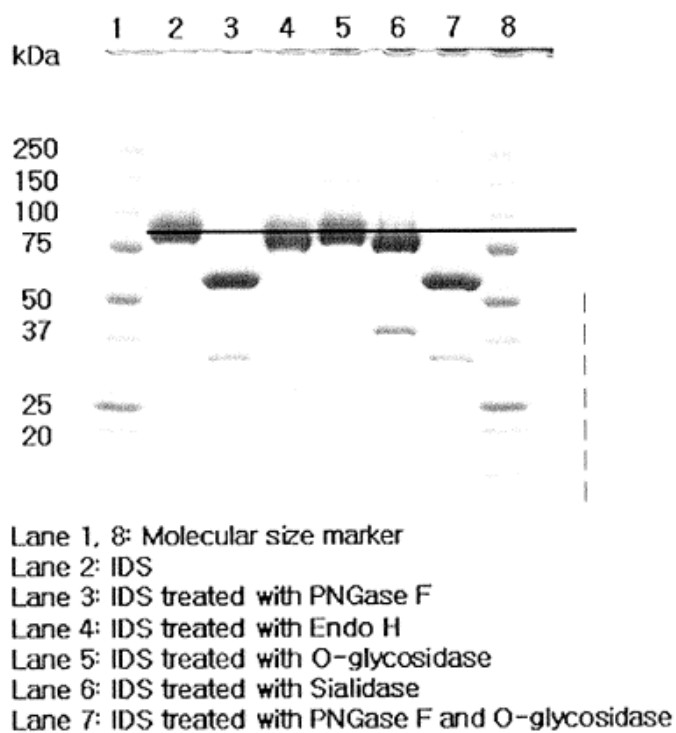 1 2 3 4 5 6 7 8
kDa
250
150
100
75
50
37
25
20
Lane 1, 8: Molecular size marker
Lane 2: IDS
Lane 3: IDS treated with PNGase F
Lane 4: IDS treated with Endo H
Lane 5: IDS treated with O-glycosidase
Lane 6: IDS treated with Sialidase
Lane 7: IDS treated with PNGase F and O-glycosidase